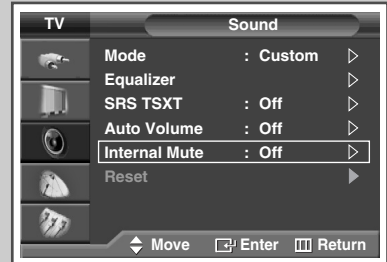 TV Sound
Mode : Custom
Equalizer
SRS TSXT : Off
Auto Volume : Off
Internal Mute : Off
Reset
Move Enter Return